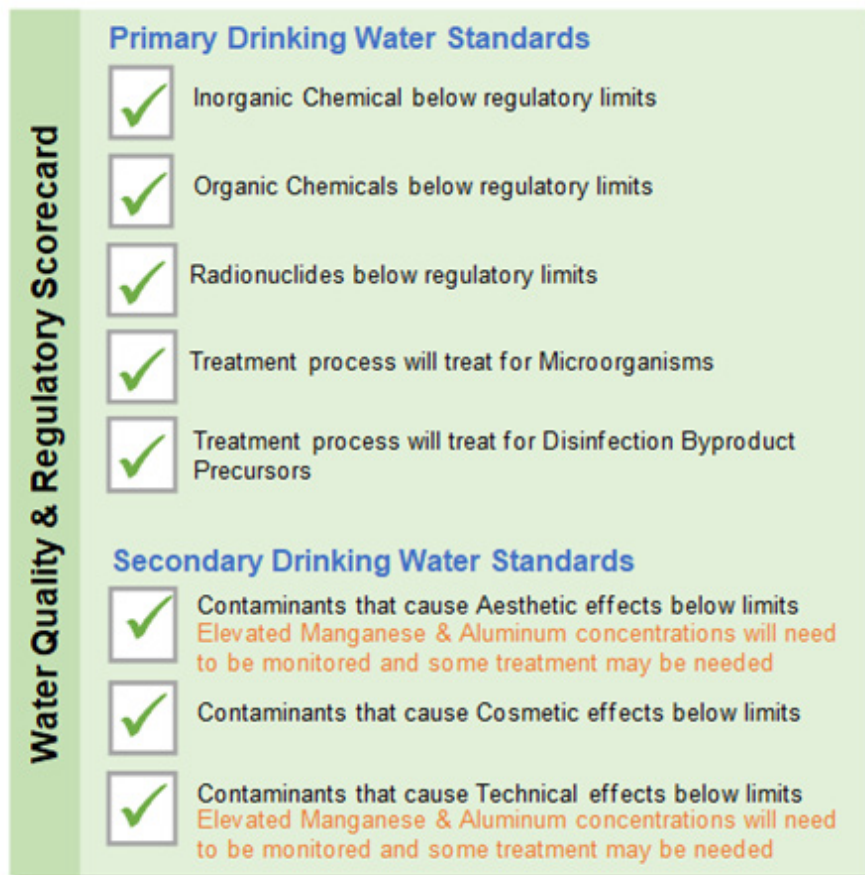 Water Quality & Regulatory Scorecard
Primary Drinking Water Standards
Inorganic Chemical below regulatory limits
Organic Chemicals below regulatory limits
Radionuclides below regulatory limits
Treatment process will treat for Microorganisms
Treatment process will treat for Disinfection Byproduct
Precursors
Secondary Drinking Water Standards
Contaminants that cause Aesthetic effects below limits
Elevated Manganese & Aluminum concentrations will need
to be monitored and some treatment may be needed
Contaminants that cause Cosmetic effects below limits
Contaminants that cause Technical effects below limits
Elevated Manganese & Aluminum concentrations will need
to be monitored and some treatment may be needed